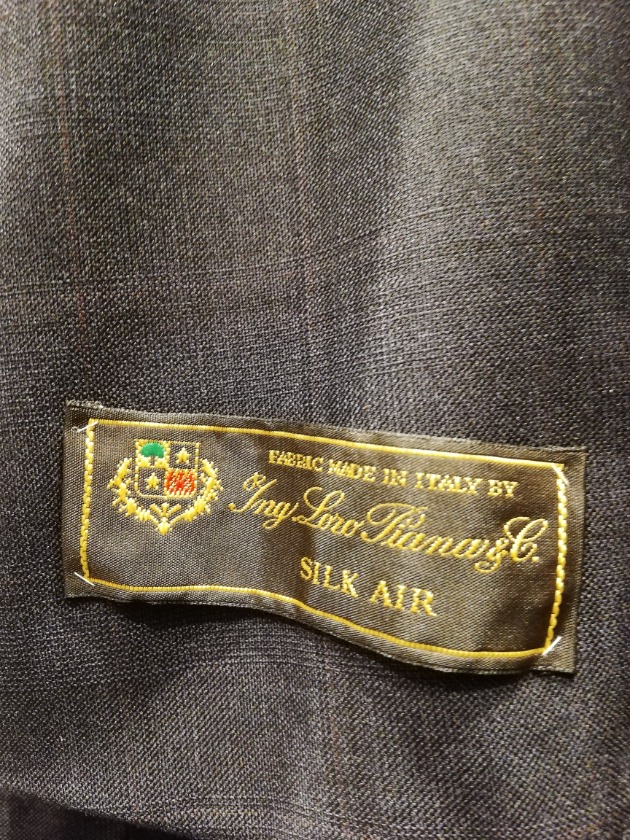 FABRIC MADE IN ITALY BY
Ing. Loro Piana & C.
SILK AIR